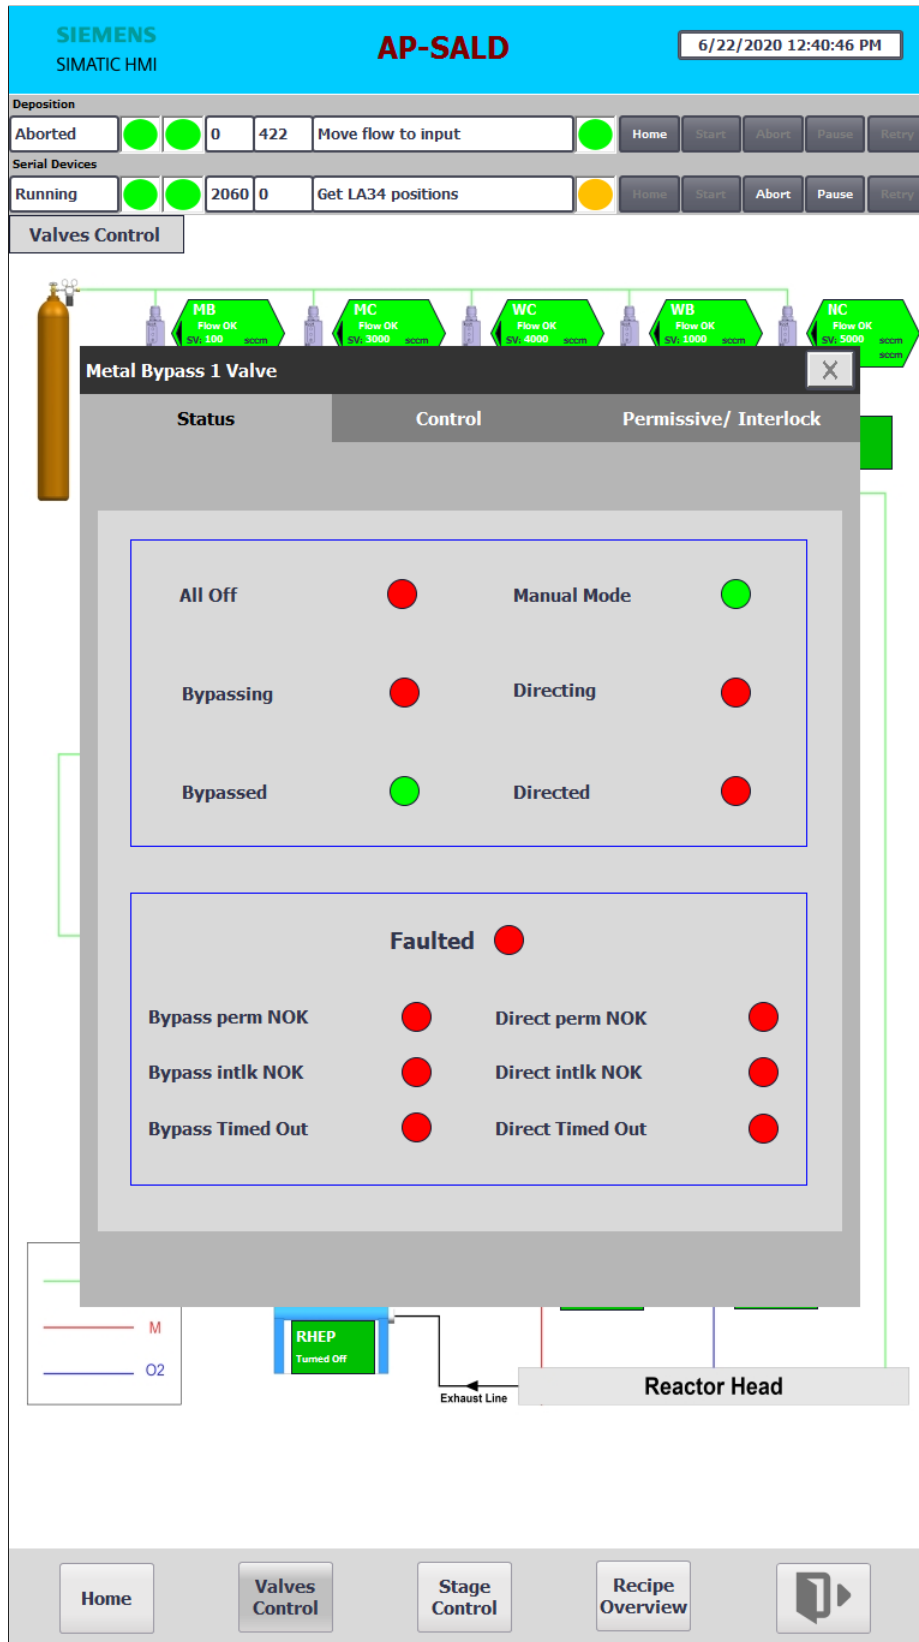 SIEMENS
SIMATIC HMI
AP-SALD
6/22/2020 12:40:46 PM
Deposition
Aborted 0 422 Move flow to input Home Start Abort Pause Retry
Serial Devices
Running 2060 0 Get LA34 positions Home Start Abort Pause Retry
Valves Control
MB MC WC WB NC
Flow OK Flow OK Flow OK Flow OK Flow OK
SV: 100 sccm SV: 3000 sccm SV: 4000 sccm SV: 1000 sccm SV: 5000 sccm
sccm
Metal Bypass 1 Valve X
Status Control Permissive/ Interlock
All Off Manual Mode
Bypassing Directing
Bypassed Directed
Faulted
Bypass perm NOK Direct perm NOK
Bypass intlk NOK Direct intlk NOK
Bypass Timed Out Direct Timed Out
M
O2
RHEP
Turned Off
Exhaust Line
Reactor Head
Home
Valves Control
Stage Control
Recipe Overview